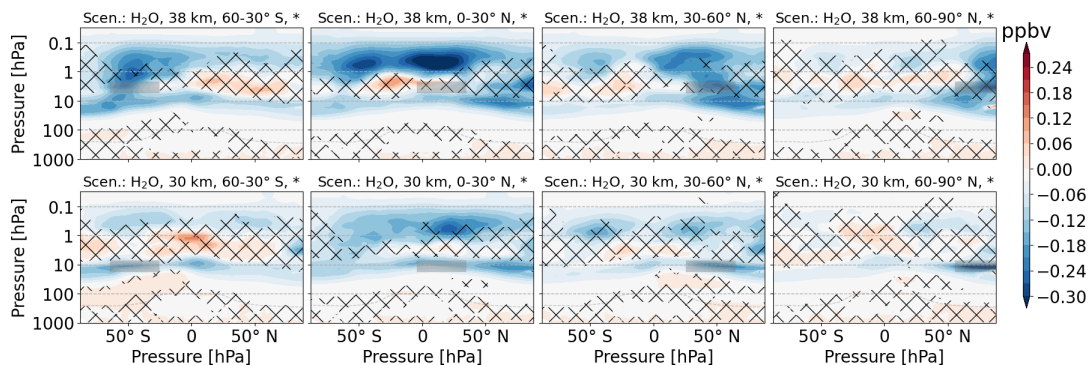 Scen.: H₂O, 38 km, 60-30° S, *
Scen.: H₂O, 38 km, 0-30° N, *
Scen.: H₂O, 38 km, 30-60° N, *
Scen.: H₂O, 38 km, 60-90° N, *
ppbv
Pressure [hPa]
0.1
1
10
100
1000
Scen.: H₂O, 30 km, 60-30° S, *
Scen.: H₂O, 30 km, 0-30° N, *
Scen.: H₂O, 30 km, 30-60° N, *
Scen.: H₂O, 30 km, 60-90° N, *
Pressure [hPa]
0.1
1
10
100
1000
50° S 0 50° N
50° S 0 50° N
50° S 0 50° N
50° S 0 50° N
Pressure [hPa]
Pressure [hPa]
Pressure [hPa]
Pressure [hPa]
0.24
0.18
0.12
0.06
0.00
−0.06
−0.12
−0.18
−0.24
−0.30